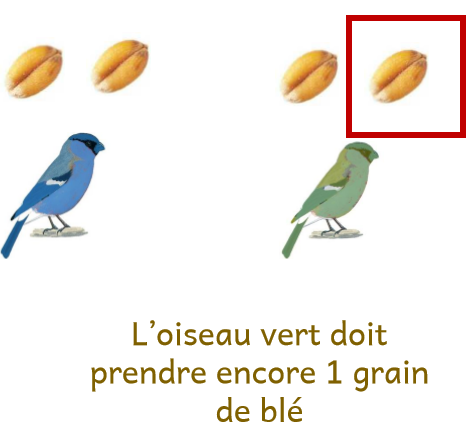 L’oiseau vert doit
prendre encore 1 grain
de blé